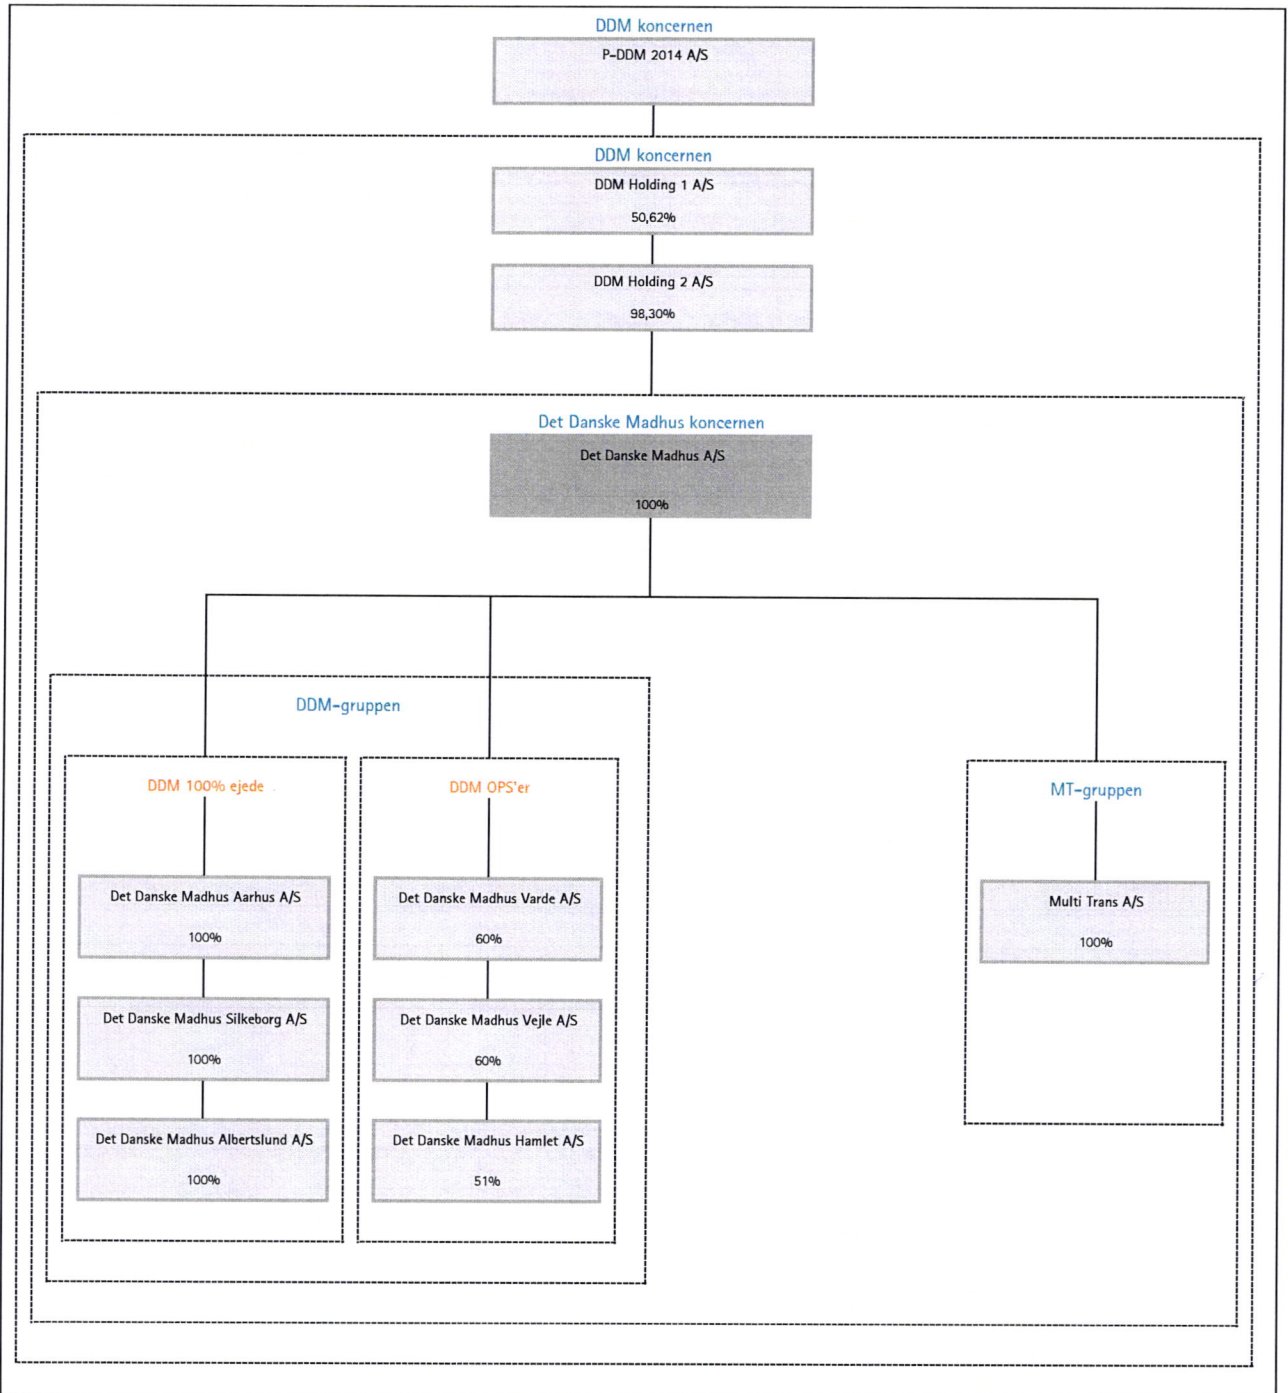 DDM koncernen
P-DDM 2014 A/S
DDM koncernen
DDM Holding 1 A/S
50,62%
DDM Holding 2 A/S
98,30%
Det Danske Madhus koncernen
Det Danske Madhus A/S
100%
DDM-gruppen
DDM 100% ejede
Det Danske Madhus Aarhus A/S
100%
Det Danske Madhus Silkeborg A/S
100%
Det Danske Madhus Albertslund A/S
100%
DDM OPS'er
Det Danske Madhus Varde A/S
60%
Det Danske Madhus Vejle A/S
60%
Det Danske Madhus Hamlet A/S
51%
MT-gruppen
Multi Trans A/S
100%